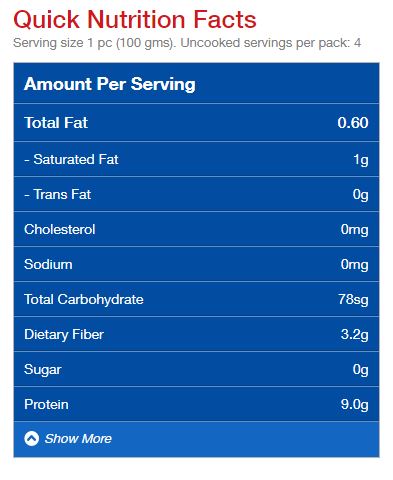 Quick Nutrition Facts
Serving size 1 pc (100 gms). Uncooked servings per pack: 4
Amount Per Serving
Total Fat 0.60
- Saturated Fat 1g
- Trans Fat 0g
Cholesterol 0mg
Sodium 0mg
Total Carbohydrate 78sg
Dietary Fiber 3.2g
Sugar 0g
Protein 9.0g
Show More